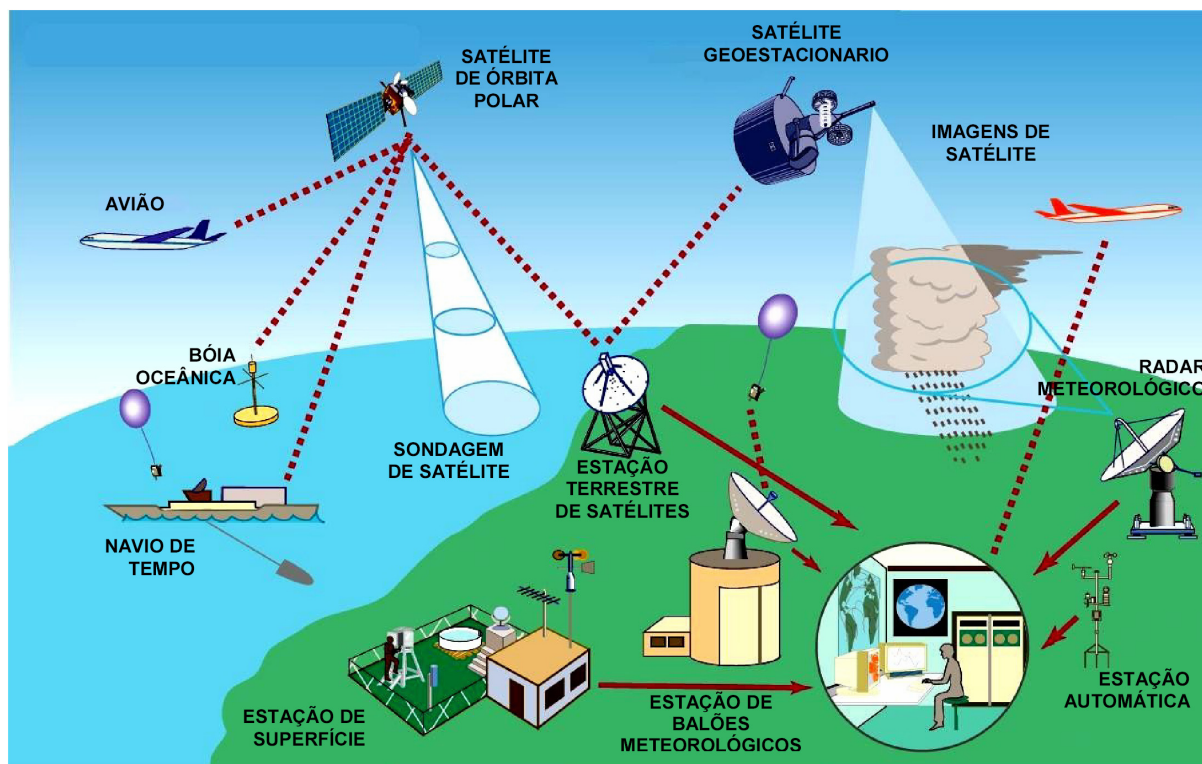 SATÉLITE
DE ÓRBITA
POLAR
SATÉLITE
GEOESTACIONARIO
IMAGENS DE
SATÉLITE
AVIÃO
BÓIA
OCEÂNICA
RADAR
METEOROLÓGICO
SONDAGEM
DE SATÉLITE
ESTAÇÃO
TERRESTRE
DE SATÉLITES
NAVIO DE
TEMPO
ESTAÇÃO
AUTOMÁTICA
ESTAÇÃO DE
SUPERFÍCIE
ESTAÇÃO DE
BALÕES
METEOROLÓGICOS